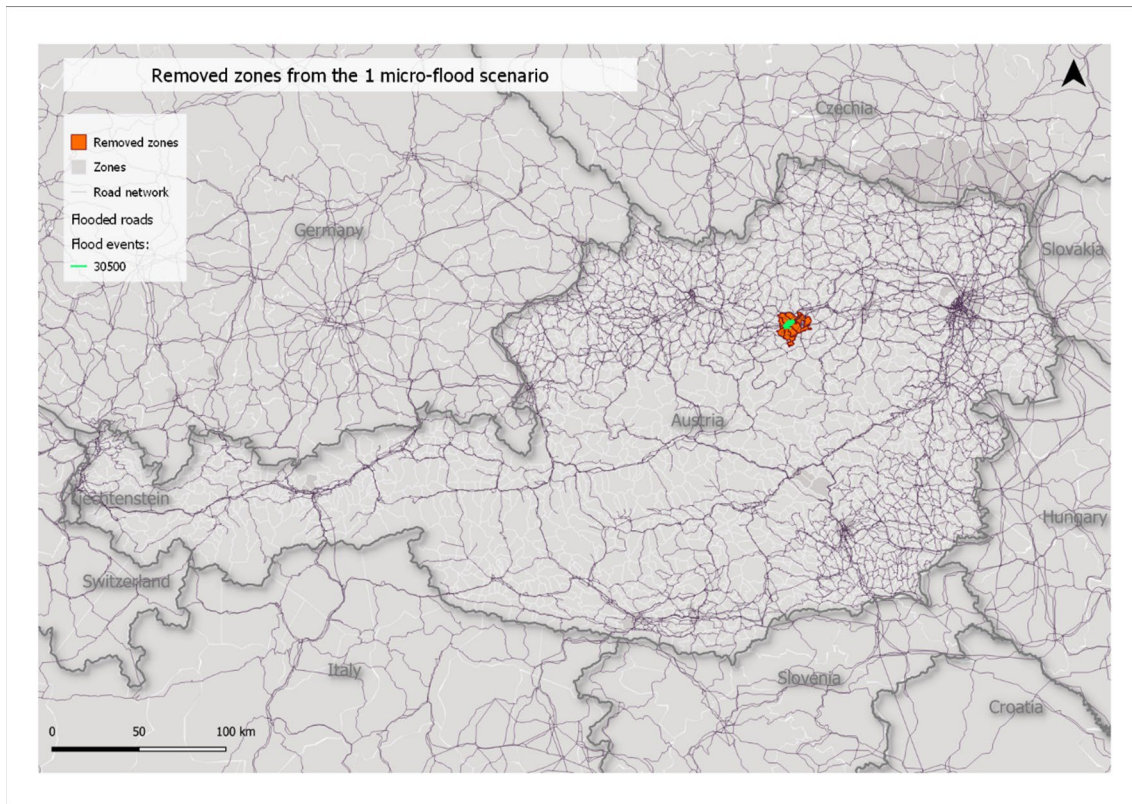 Removed zones from the 1 micro-flood scenario
Czechia
Removed zones
Zones
Road network
Flooded roads
Flood events:
30500
Germany
Slovakia
Austria
Liechtenstein
Hungary
Switzerland
Italy
Slovenia
Croatia
0 50 100 km